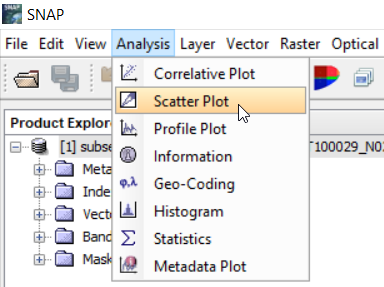 SNAP
File Edit View Analysis Layer Vector Raster Optical
Correlative Plot
Scatter Plot
Product Explor
Profile Plot
[1] subse T100029_N02
Information
Meta
Geo-Coding
Inde
Histogram
Vecto
Statistics
Band
Metadata Plot
Mask